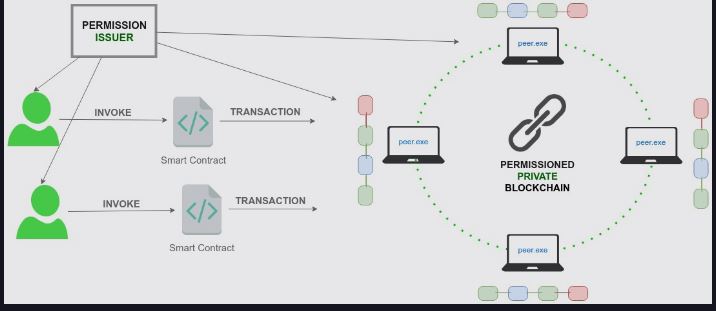 PERMISSION
ISSUER
INVOKE
</>
TRANSACTION
Smart Contract
INVOKE
</>
TRANSACTION
Smart Contract
peer.exe
peer.exe
peer.exe
PERMISSIONED
PRIVATE
BLOCKCHAIN
peer.exe